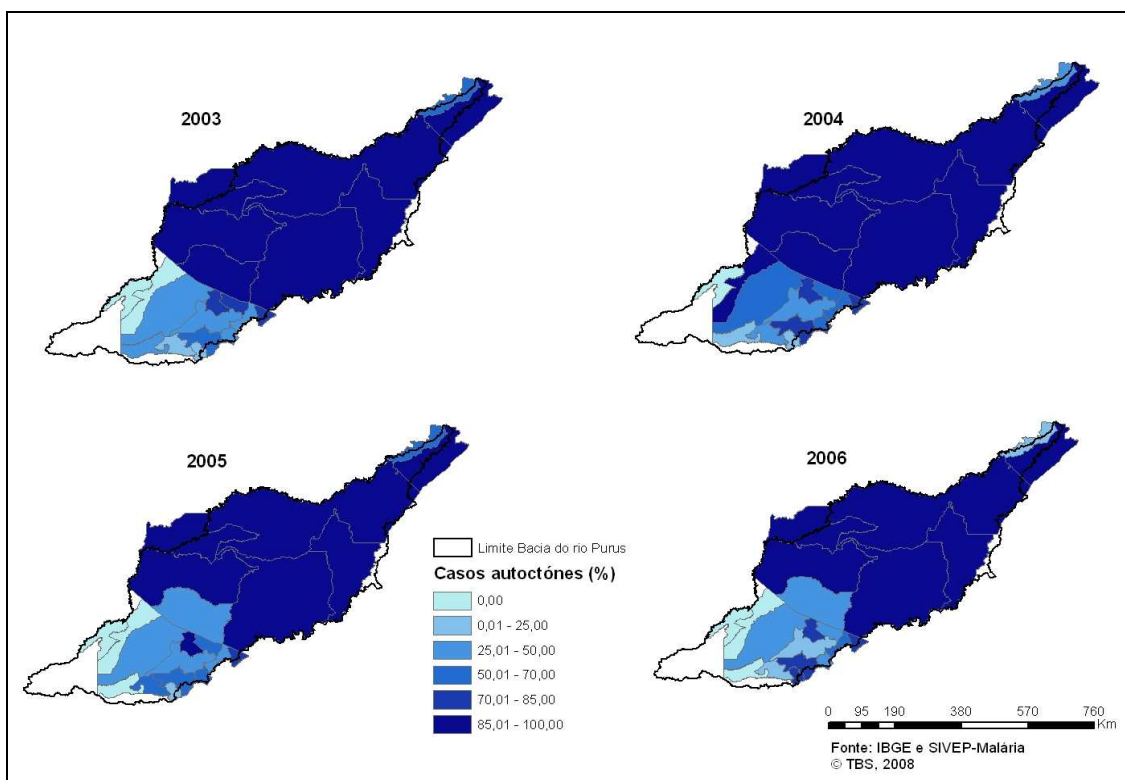 2003
2004
2005
2006
Limite Bacia do rio Purus
Casos autoctónes (%)
0,00
0,01 - 25,00
25,01 - 50,00
50,01 - 70,00
70,01 - 85,00
85,01 - 100,00
0 95 190 380 570 760
Km
Fonte: IBGE e SIVEP-Malária
© TBS, 2008